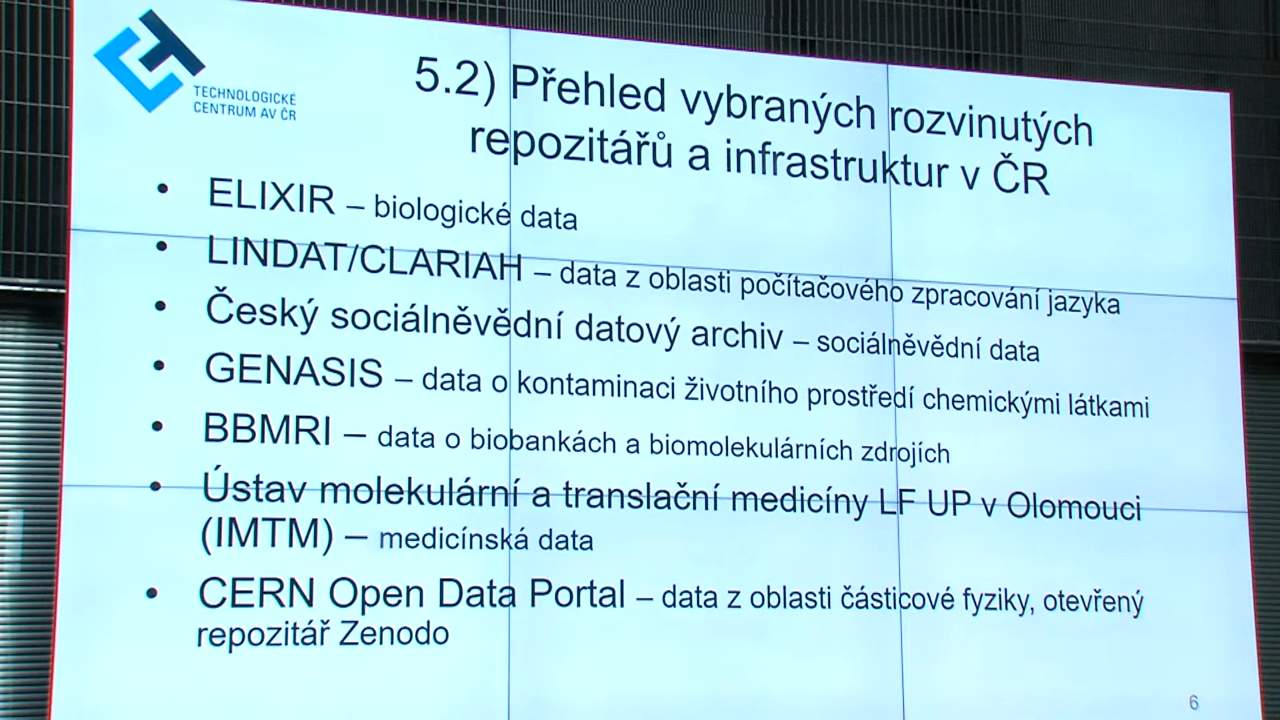 TECHNOLOGICKÉ
CENTRUM AV ČR
5.2) Přehled vybraných rozvinutých
repozitářů a infrastruktur v ČR
• ELIXIR – biologické data
• LINDAT/CLARIAH – data z oblasti počítačového zpracování jazyka
• Český sociálněvědní datový archiv – sociálněvědní data
• GENASIS – data o kontaminaci životního prostředí chemickými látkami
• BBMRI – data o biobankách a biomolekulárních zdrojích
• Ústav molekulární a translační medicíny LF UP v Olomouci
(IMTM) – medicínská data
• CERN Open Data Portal – data z oblasti částicové fyziky, otevřený
repozitář Zenodo
6